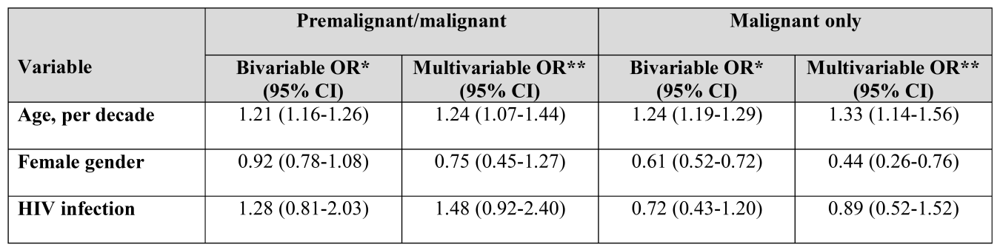 Premalignant/malignant Malignant only
Variable
Bivariable OR* Multivariable OR** Bivariable OR* Multivariable OR**
(95% CI) (95% CI) (95% CI) (95% CI)
Age, per decade 1.21 (1.16-1.26) 1.24 (1.07-1.44) 1.24 (1.19-1.29) 1.33 (1.14-1.56)
Female gender 0.92 (0.78-1.08) 0.75 (0.45-1.27) 0.61 (0.52-0.72) 0.44 (0.26-0.76)
HIV infection 1.28 (0.81-2.03) 1.48 (0.92-2.40) 0.72 (0.43-1.20) 0.89 (0.52-1.52)